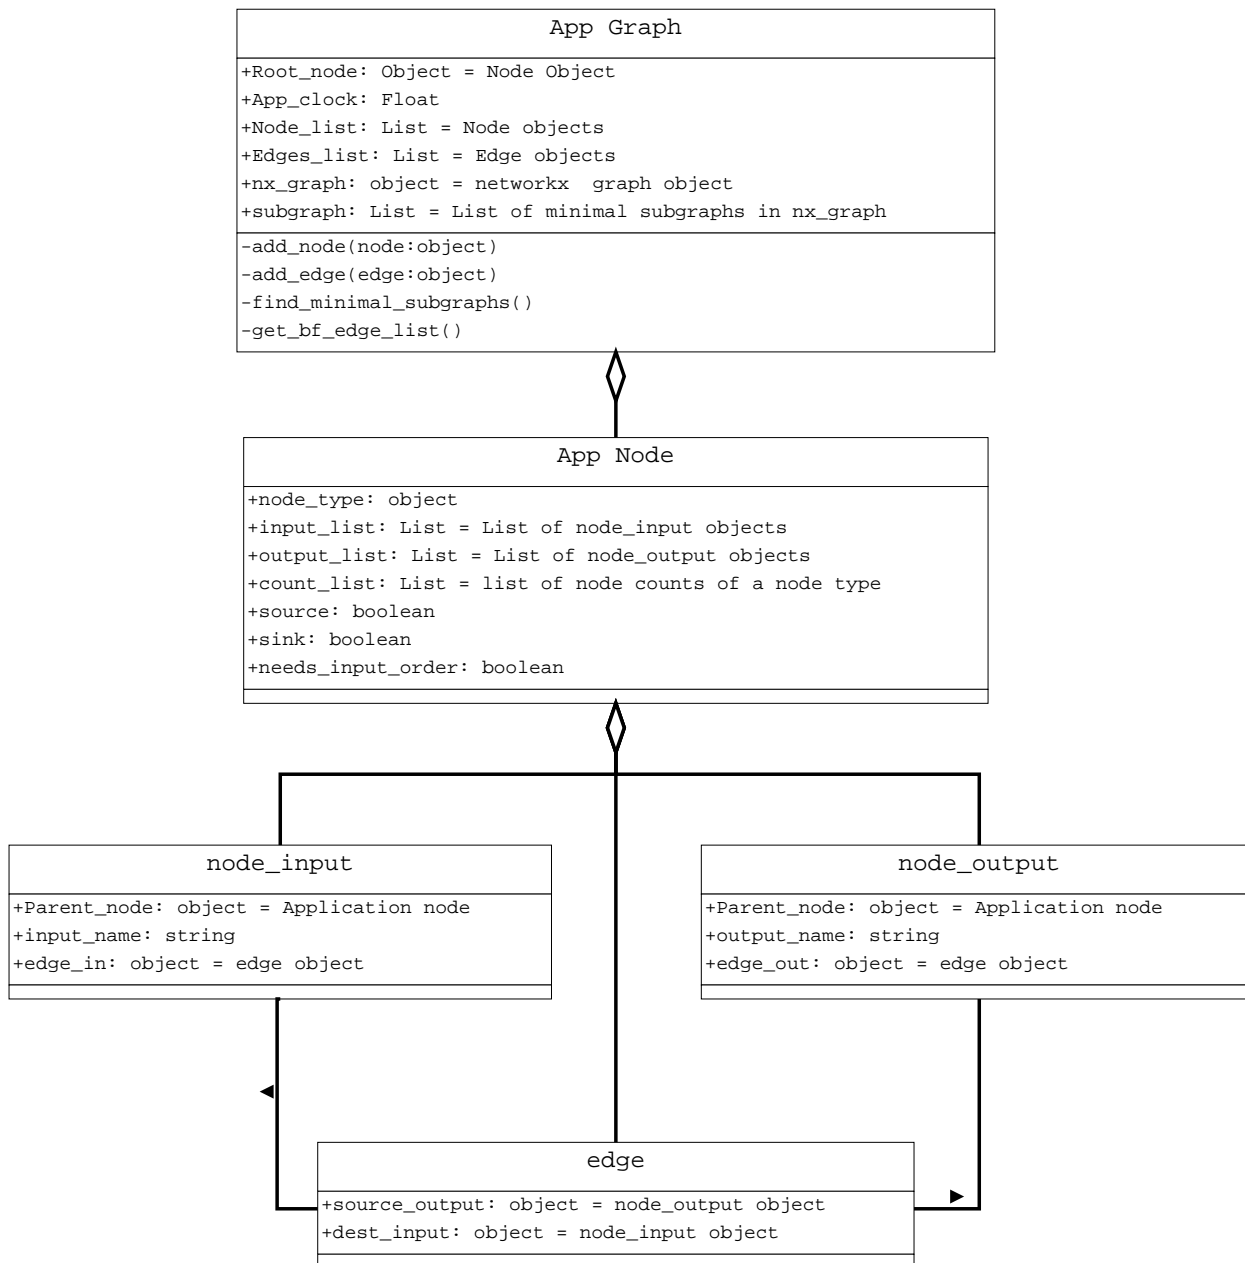 App Graph
+Root_node: Object = Node Object
+App_clock: Float
+Node_list: List = Node objects
+Edges_list: List = Edge objects
+nx_graph: object = networkx  graph object
+subgraph: List = List of minimal subgraphs in nx_graph
-add_node(node:object)
-add_edge(edge:object)
-find_minimal_subgraphs()
-get_bf_edge_list()
App Node
+node_type: object
+input_list: List = List of node_input objects
+output_list: List = List of node_output objects
+count_list: List = list of node counts of a node type
+source: boolean
+sink: boolean
+needs_input_order: boolean
node_input
+Parent_node: object = Application node
+input_name: string
+edge_in: object = edge object
node_output
+Parent_node: object = Application node
+output_name: string
+edge_out: object = edge object
edge
+source_output: object = node_output object
+dest_input: object = node_input object